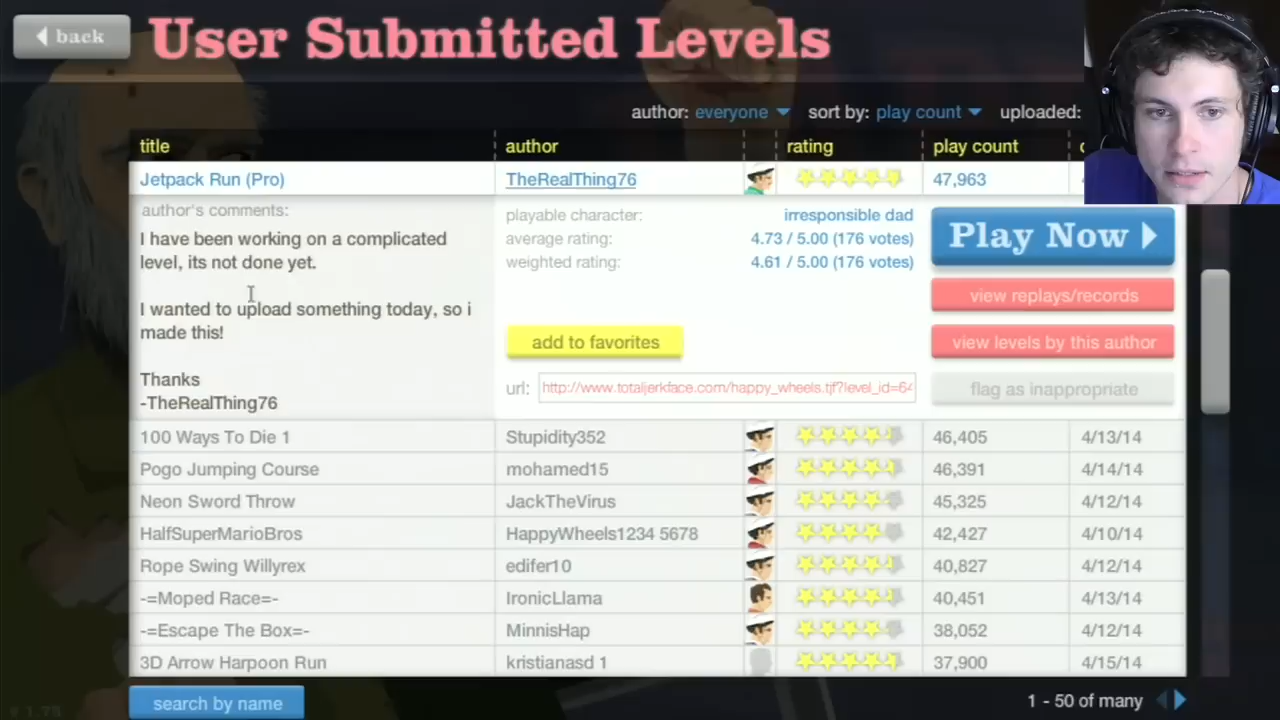 back
User Submitted Levels
author: everyone sort by: play count uploaded:
title author rating play count
Jetpack Run (Pro) TheRealThing76 47,963
author's comments:
I have been working on a complicated
level, its not done yet.
I wanted to upload something today, so i
made this!
Thanks
-TheRealThing76
playable character: irresponsible dad
average rating: 4.73 / 5.00 (176 votes)
weighted rating: 4.61 / 5.00 (176 votes)
add to favorites
url: http://www.totaljerkface.com/happy_wheels.tjf?level_id=64
Play Now
view replays/records
view levels by this author
flag as inappropriate
100 Ways To Die 1 Stupidity352 46,405 4/13/14
Pogo Jumping Course mohamed15 46,391 4/14/14
Neon Sword Throw JackTheVirus 45,325 4/12/14
HalfSuperMarioBros HappyWheels1234 5678 42,427 4/10/14
Rope Swing Willyrex edifer10 40,827 4/12/14
-=Moped Race=- IronicLlama 40,451 4/13/14
-=Escape The Box=- MinnisHap 38,052 4/12/14
3D Arrow Harpoon Run kristianasd 1 37,900 4/15/14
search by name
1 - 50 of many